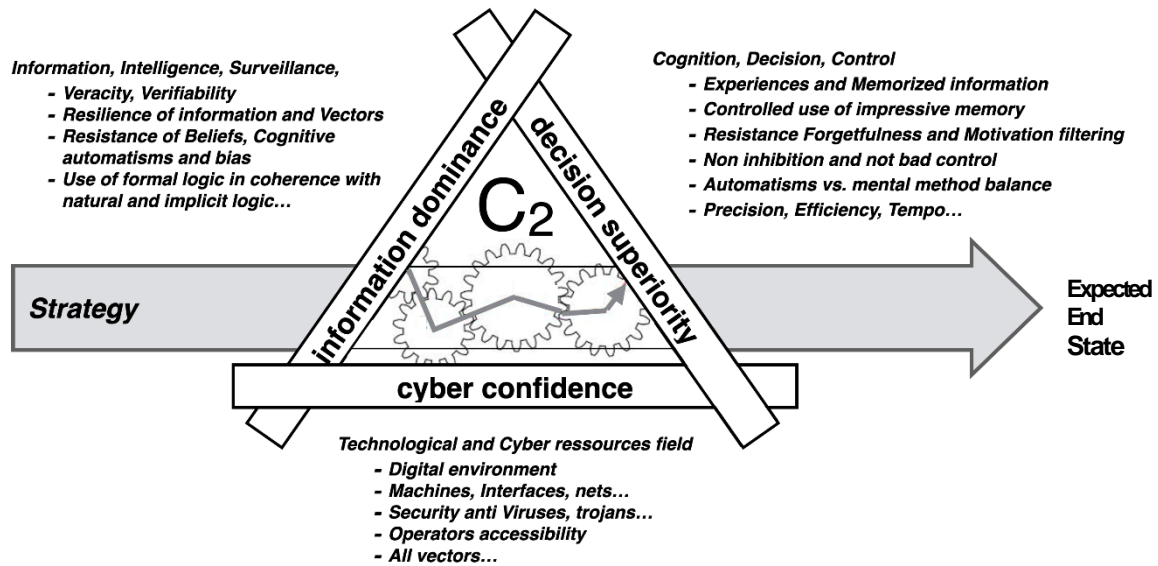 Information, Intelligence, Surveillance,
- Veracity, Verifiability
- Resilience of information and Vectors
- Resistance of Beliefs, Cognitive
automatisms and bias
- Use of formal logic in coherence with
natural and implicit logic...
Cognition, Decision, Control
- Experiences and Memorized information
- Controlled use of impressive memory
- Resistance Forgetfulness and Motivation filtering
- Non inhibition and not bad control
- Automatisms vs. mental method balance
- Precision, Efficiency, Tempo...
information dominance
decision superiority
C2
Strategy
Expected
End
State
cyber confidence
Technological and Cyber ressources field
- Digital environment
- Machines, Interfaces, nets...
- Security anti Viruses, trojans...
- Operators accessibility
- All vectors...